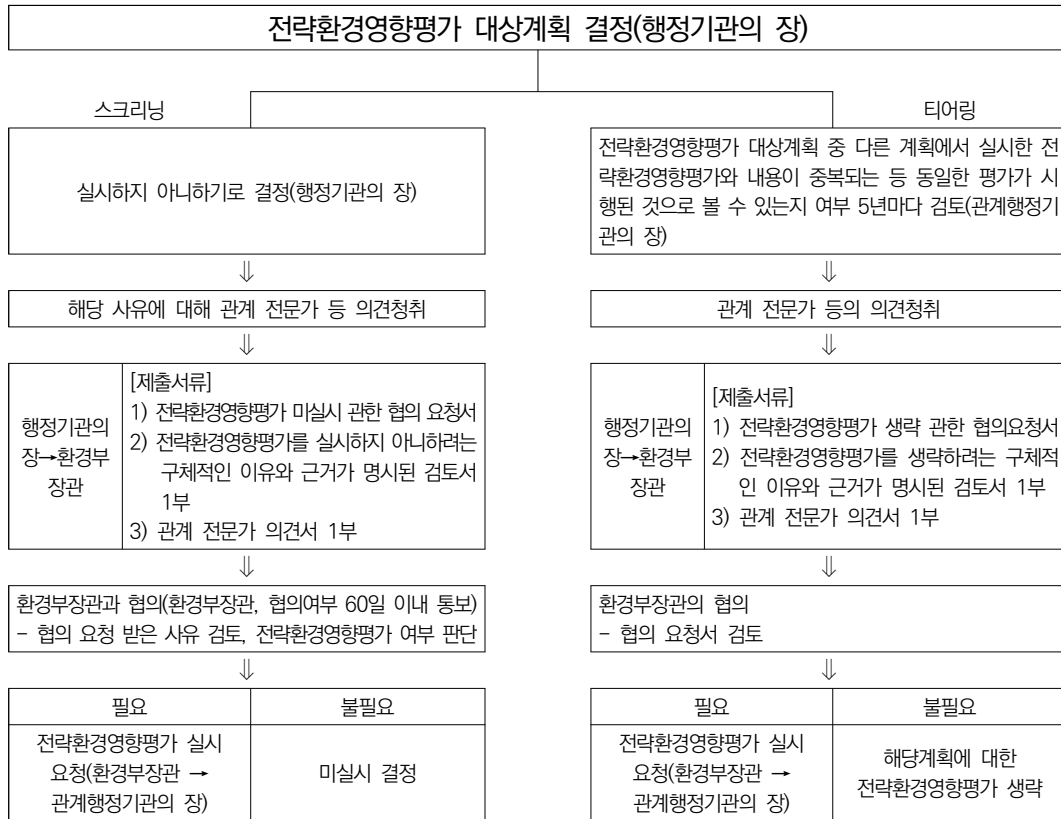 전략환경영향평가 대상계획 결정(행정기관의 장)
스크리닝
티어링
실시하지 아니하기로 결정(행정기관의 장)
전략환경영향평가 대상계획 중 다른 계획에서 실시한 전
략환경영향평가와 내용이 중복되는 등 동일한 평가가 시
행된 것으로 볼 수 있는지 여부 5년마다 검토(관계행정기
관의 장)
⇓
⇓
해당 사유에 대해 관계 전문가 등 의견청취
관계 전문가 등의 의견청취
⇓
⇓
행정기관의
장→환경부
장관
[제출서류]
1) 전략환경영향평가 미실시 관한 협의 요청서
2) 전략환경영향평가를 실시하지 아니하려는
구체적인 이유와 근거가 명시된 검토서
1부
3) 관계 전문가 의견서 1부
행정기관의
장→환경부
장관
[제출서류]
1) 전략환경영향평가 생략 관한 협의요청서
2) 전략환경영향평가를 생략하려는 구체적
인 이유와 근거가 명시된 검토서 1부
3) 관계 전문가 의견서 1부
⇓
⇓
환경부장관과 협의(환경부장관, 협의여부 60일 이내 통보)
- 협의 요청 받은 사유 검토, 전략환경영향평가 여부 판단
환경부장관의 협의
- 협의 요청서 검토
⇓
⇓
필요
불필요
전략환경영향평가 실시
요청(환경부장관 →
관계행정기관의 장)
미실시 결정
필요
불필요
전략환경영향평가 실시
요청(환경부장관 →
관계행정기관의 장)
해당계획에 대한
전략환경영향평가 생략